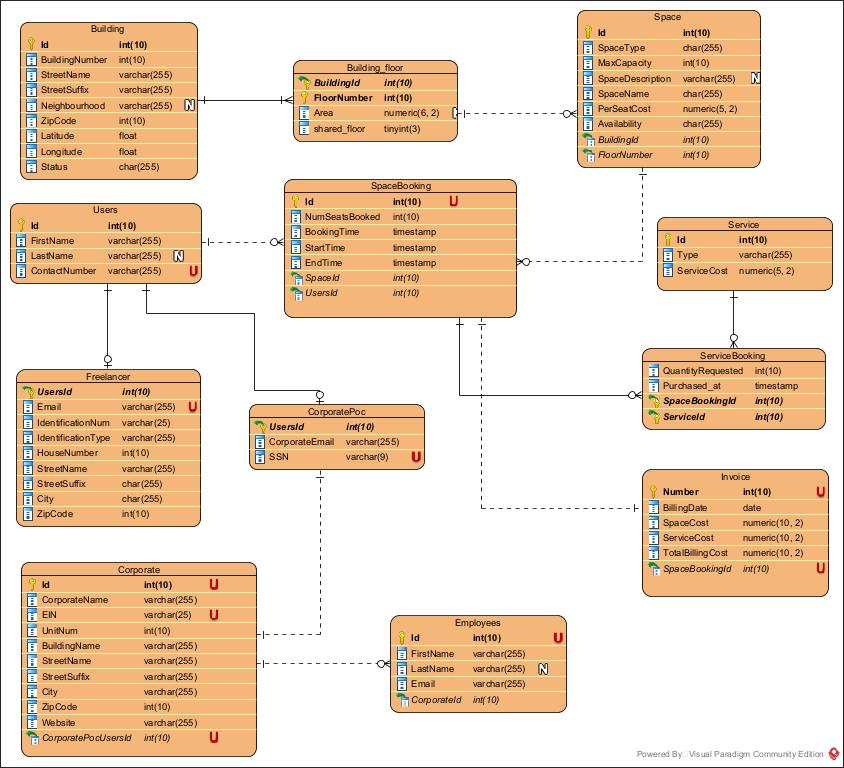 Building
Id int(10)
BuildingNumber int(10)
StreetName varchar(255)
StreetSuffix varchar(255)
Neighbourhood varchar(255) N
ZipCode int(10)
Latitude float
Longitude float
Status char(255)
Building_floor
BuildingId int(10)
FloorNumber int(10)
Area numeric(6, 2) N
shared_floor tinyint(3)
Space
Id int(10)
SpaceType char(255)
MaxCapacity int(10)
SpaceDescription varchar(255) N
SpaceName char(255)
PerSeatCost numeric(5, 2)
Availability char(255)
BuildingId int(10)
FloorNumber int(10)
Users
Id int(10)
FirstName varchar(255)
LastName varchar(255) N
ContactNumber varchar(255) U
SpaceBooking
Id int(10) U
NumSeatsBooked int(10)
BookingTime timestamp
StartTime timestamp
EndTime timestamp
SpaceId int(10)
UsersId int(10)
Service
Id int(10)
Type varchar(255)
ServiceCost numeric(5, 2)
ServiceBooking
QuantityRequested int(10)
Purchased_at timestamp
SpaceBookingId int(10)
ServiceId int(10)
Freelancer
UsersId int(10)
Email varchar(255) U
IdentificationNum varchar(25)
IdentificationType varchar(255)
HouseNumber int(10)
StreetName varchar(255)
StreetSuffix char(255)
City char(255)
ZipCode int(10)
CorporatePoc
UsersId int(10)
CorporateEmail varchar(255)
SSN varchar(9) U
Invoice
Number int(10) U
BillingDate date
SpaceCost numeric(10, 2)
ServiceCost numeric(10, 2)
TotalBillingCost numeric(10, 2)
SpaceBookingId int(10) U
Corporate
Id int(10) U
CorporateName varchar(255)
EIN varchar(25) U
UnitNum int(10)
BuildingName varchar(255)
StreetName varchar(255)
StreetSuffix varchar(255)
City varchar(255)
ZipCode int(10)
Website varchar(255)
CorporatePocUsersId int(10) U
Employees
Id int(10) U
FirstName varchar(255)
LastName varchar(255) N
Email varchar(255)
CorporateId int(10)
Powered By Visual Paradigm Community Edition